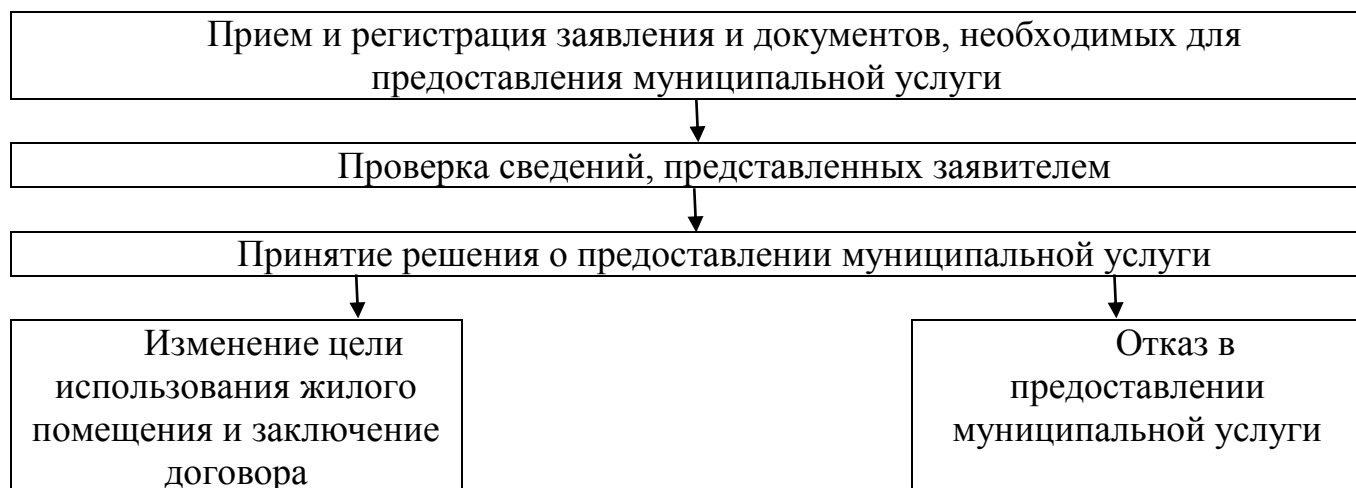 Прием и регистрация заявления и документов, необходимых для
предоставления муниципальной услуги
Проверка сведений, представленных заявителем
Принятие решения о предоставлении муниципальной услуги
Изменение цели
использования жилого
помещения и заключение
договора
Отказ в
предоставлении
муниципальной услуги